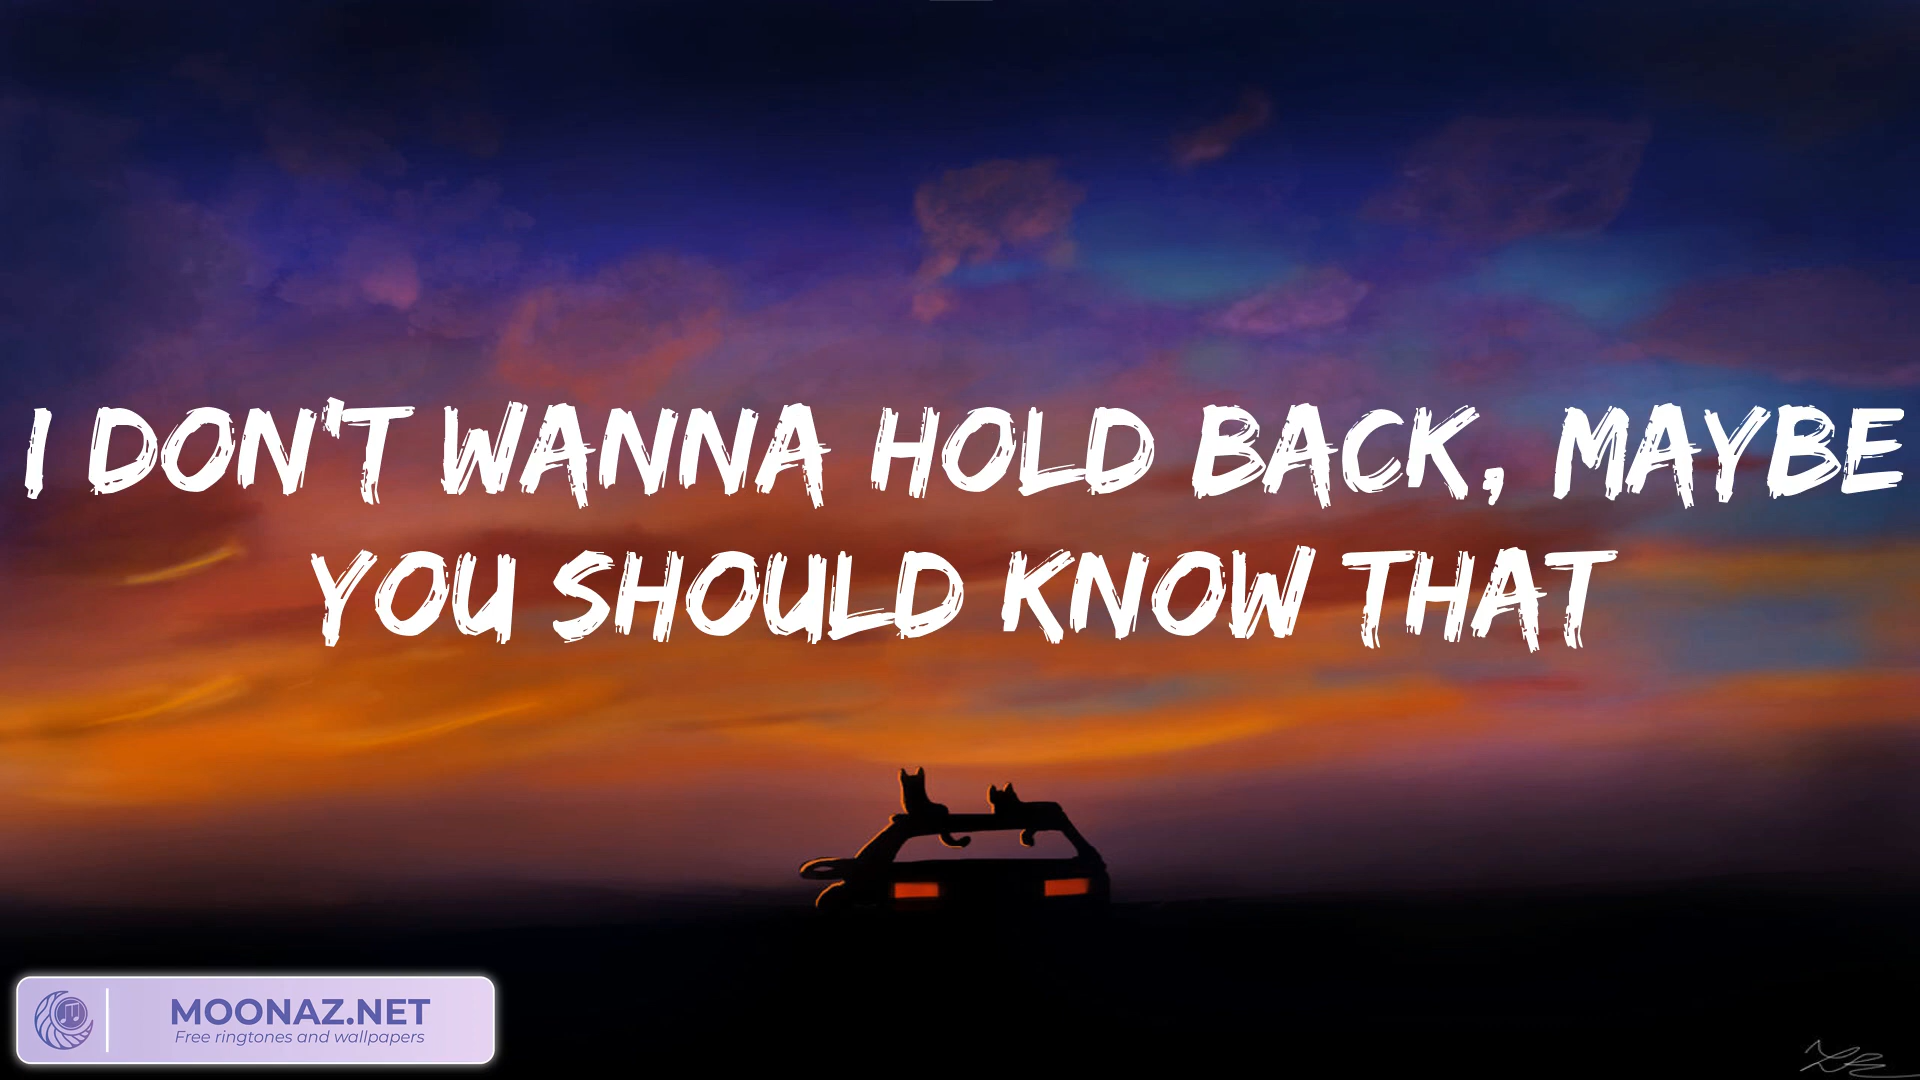 I DON'T WANNA HOLD BACK, MAYBE
YOU SHOULD KNOW THAT
MOONAZ.NET
Free ringtones and wallpapers